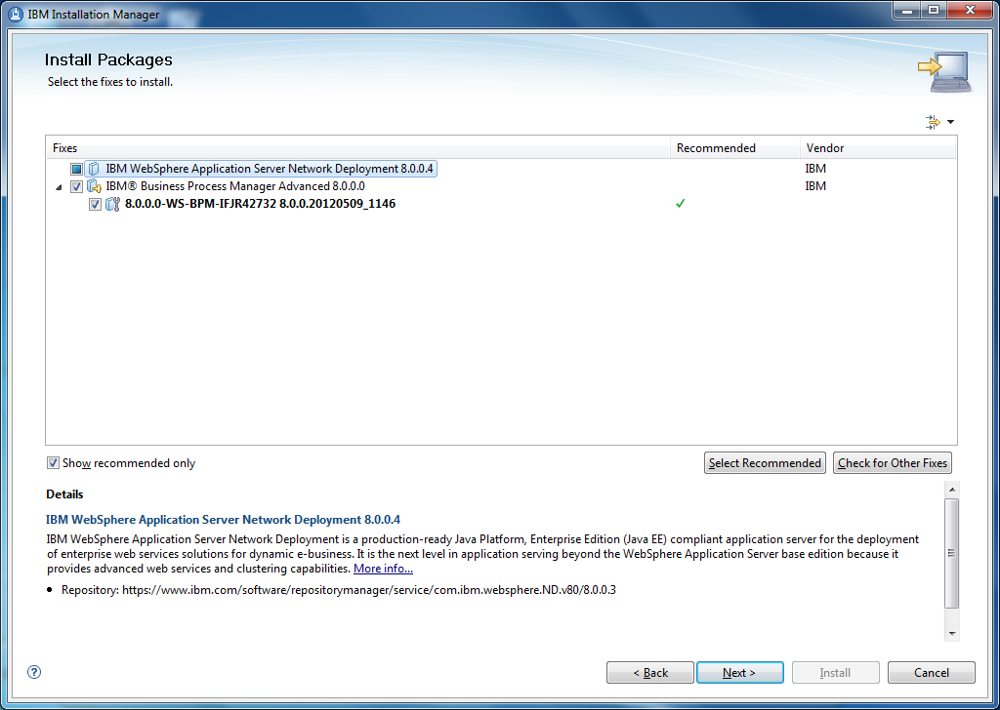 IBM Installation Manager
Install Packages
Select the fixes to install.
Fixes Recommended Vendor
IBM WebSphere Application Server Network Deployment 8.0.0.4 IBM
IBM® Business Process Manager Advanced 8.0.0.0 IBM
8.0.0.0-WS-BPM-IFJR42732 8.0.0.20120509_1146
Show recommended only Select Recommended Check for Other Fixes
Details
IBM WebSphere Application Server Network Deployment 8.0.0.4
IBM WebSphere Application Server Network Deployment is a production-ready Java Platform, Enterprise Edition (Java EE) compliant application server for the deployment
of enterprise web services solutions for dynamic e-business. It is the next level in application serving beyond the WebSphere Application Server base edition because it
provides advanced web services and clustering capabilities. More info...
• Repository: https://www.ibm.com/software/repositorymanager/service/com.ibm.websphere.ND.v80/8.0.0.3
? < Back Next > Install Cancel